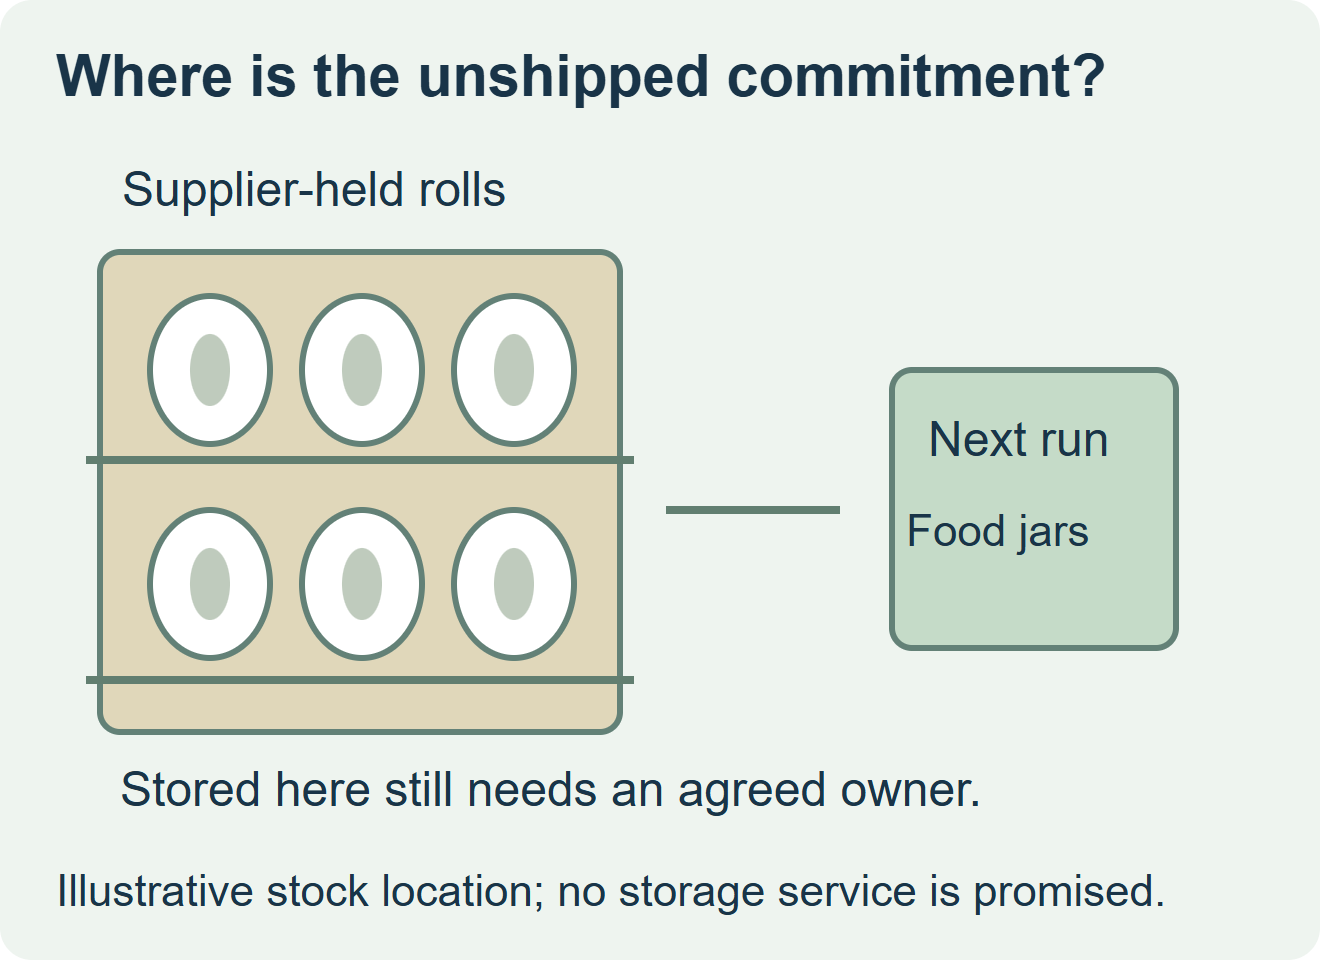 Where is the unshipped commitment?
Supplier-held rolls
Next run
Food jars
Stored here still needs an agreed owner.
Illustrative stock location; no storage service is promised.